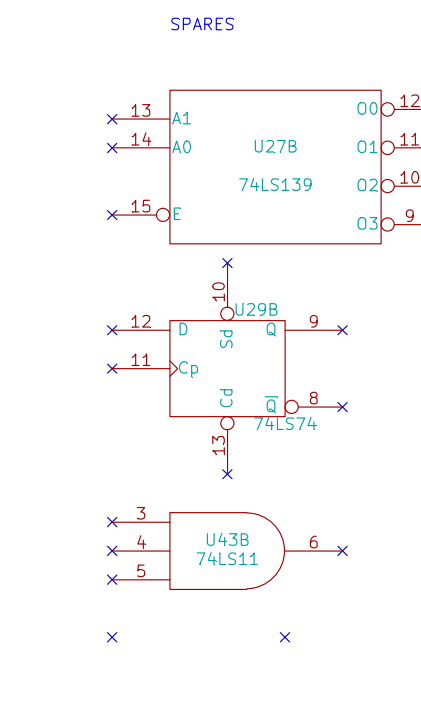 SPARES
13 A1 O0 12
14 A0 U27B O1 11
74LS139 O2 10
15 E O3 9
10 U29B
12 D Sd Q 9
11 Cp
Cd Q̅ 8
13 74LS74
3
4 U43B 6
74LS11
5